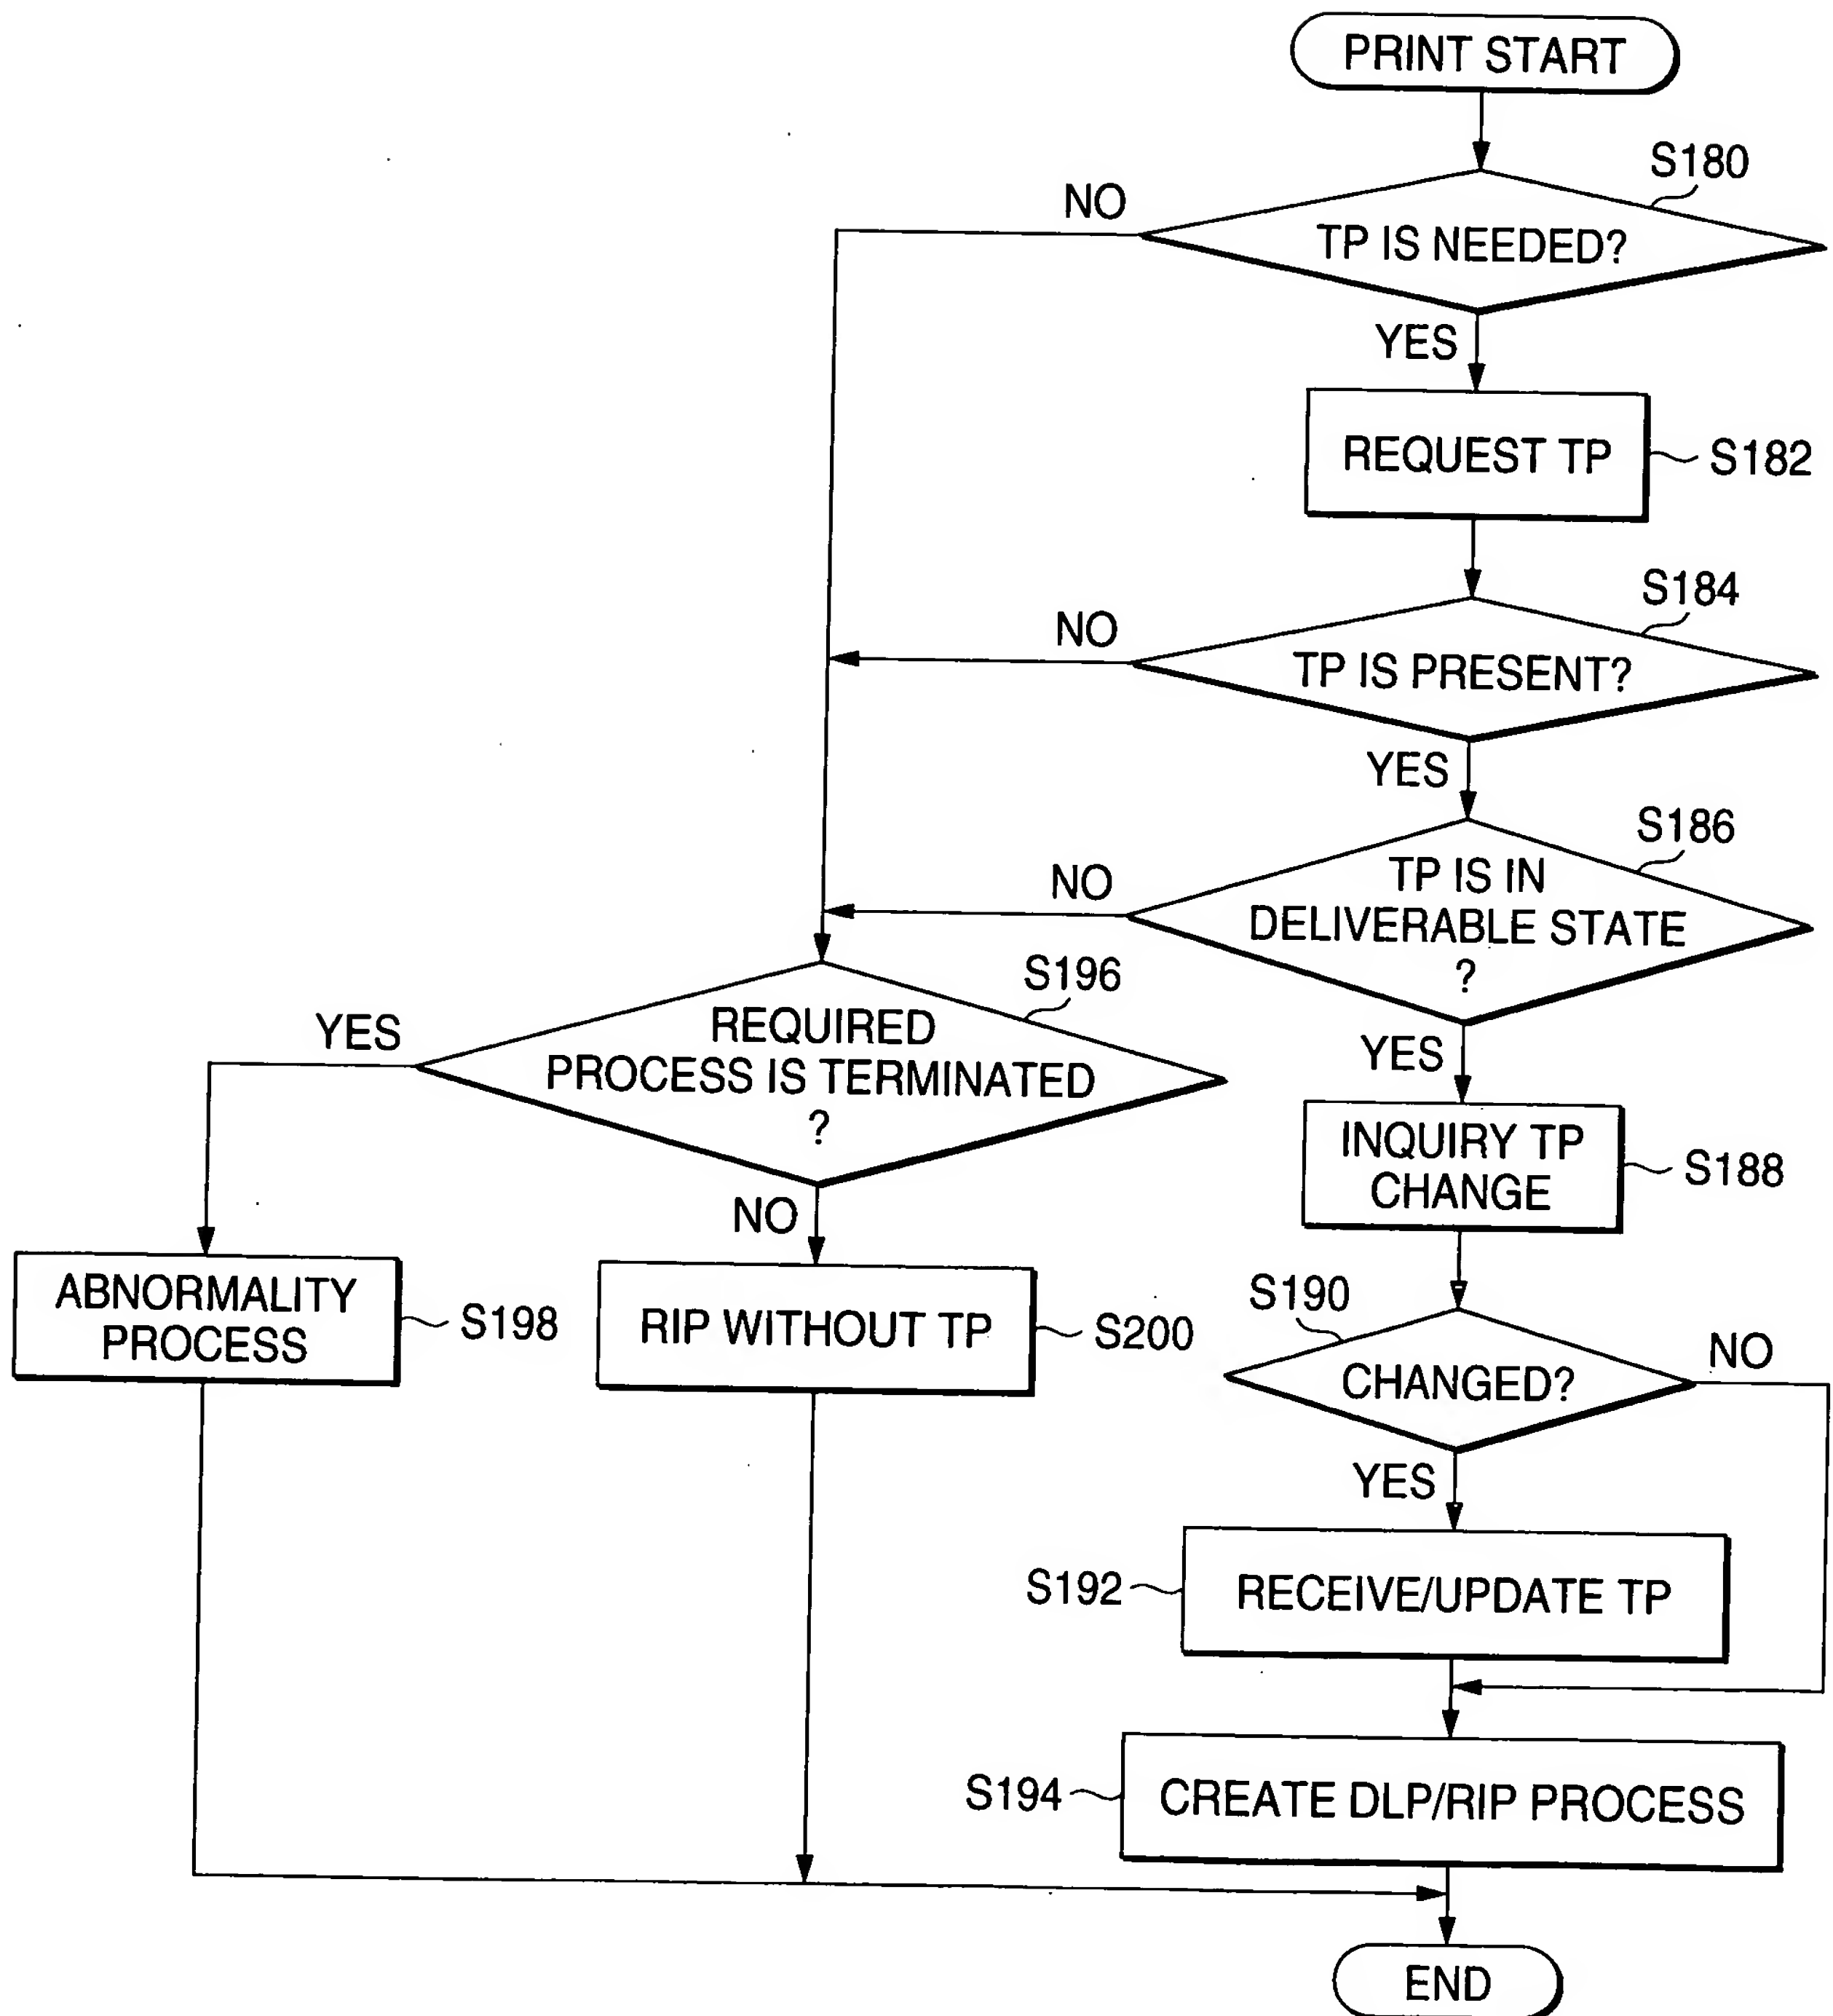 PRINT START
S180
NO
TP IS NEEDED?
YES
REQUEST TP
S182
S184
NO
TP IS PRESENT?
YES
S186
NO
TP IS IN
DELIVERABLE STATE
?
S196
YES
REQUIRED
PROCESS IS TERMINATED
?
YES
INQUIRY TP
CHANGE
S188
NO
ABNORMALITY
PROCESS
S198
RIP WITHOUT TP
S200
S190
NO
CHANGED?
YES
S192
RECEIVE/UPDATE TP
S194
CREATE DLP/RIP PROCESS
END